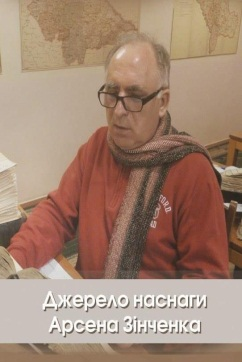 Джерело наснаги
Арсена Зінченка